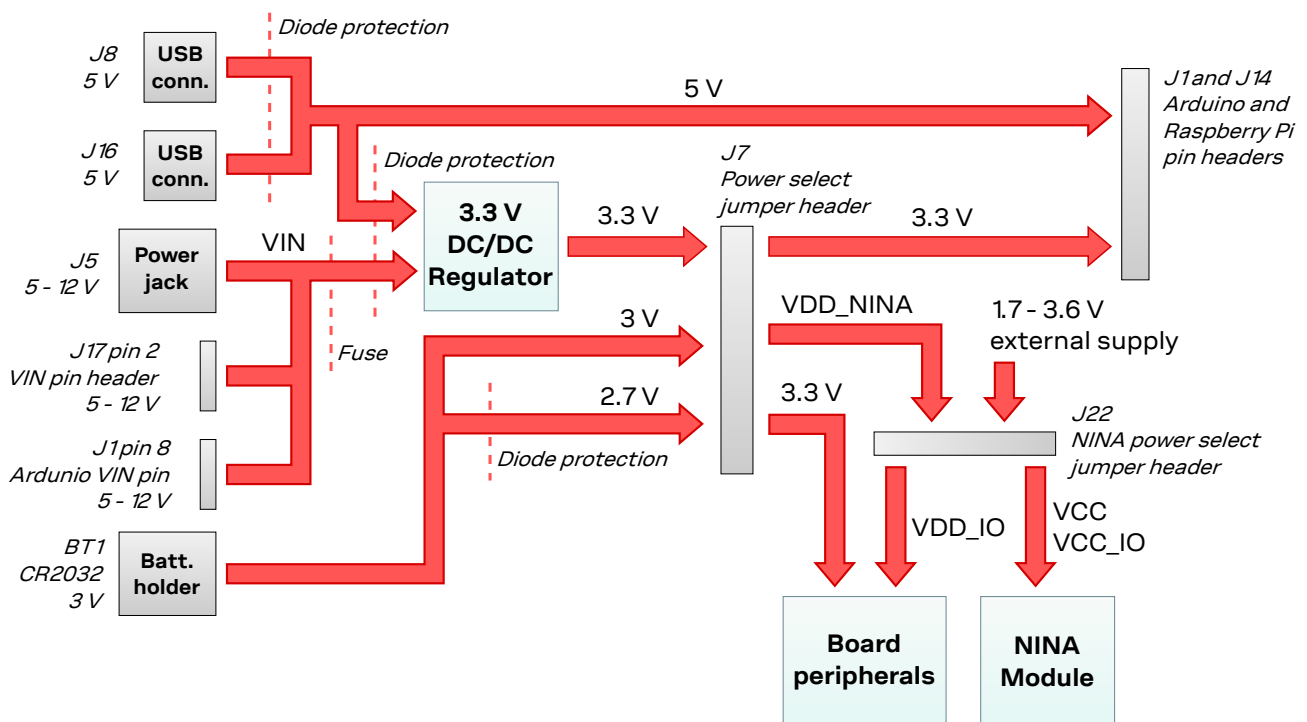 Diode protection
J8
5 V
USB
conn.
5 V
J1 and J14
Arduino and
Raspberry Pi
pin headers
J16
5 V
USB
conn.
Diode protection
J7
Power select
jumper header
3.3 V
DC/DC
Regulator
3.3 V
3.3 V
VIN
J5
5 - 12 V
Power
jack
Fuse
3 V
VDD_NINA
1.7 - 3.6 V
external supply
J17 pin 2
VIN pin header
5 - 12 V
2.7 V
3.3 V
Diode protection
J22
NINA power select
jumper header
J1 pin 8
Ardunio VIN pin
5 - 12 V
VDD_IO
VCC
VCC_IO
BT1
CR2032
3 V
Batt.
holder
Board
peripherals
NINA
Module